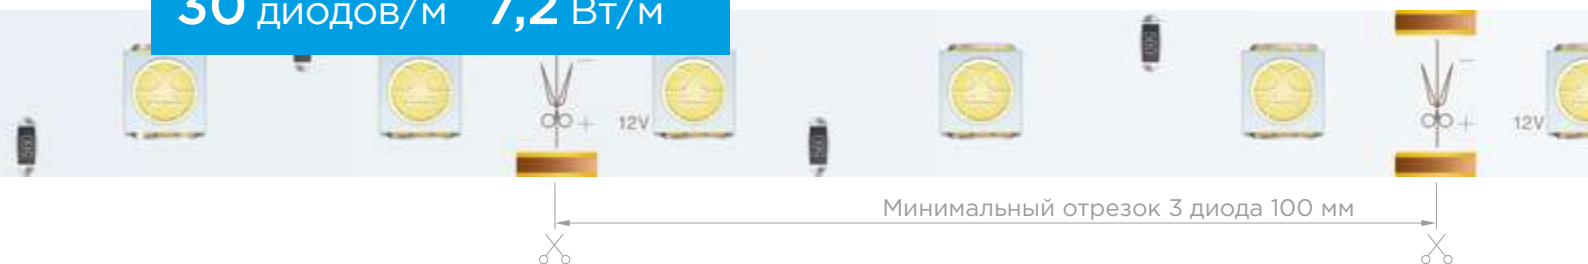 30 диодов/м 7,2 Вт/м
− −
+ 12V + 12V
Минимальный отрезок 3 диода 100 мм